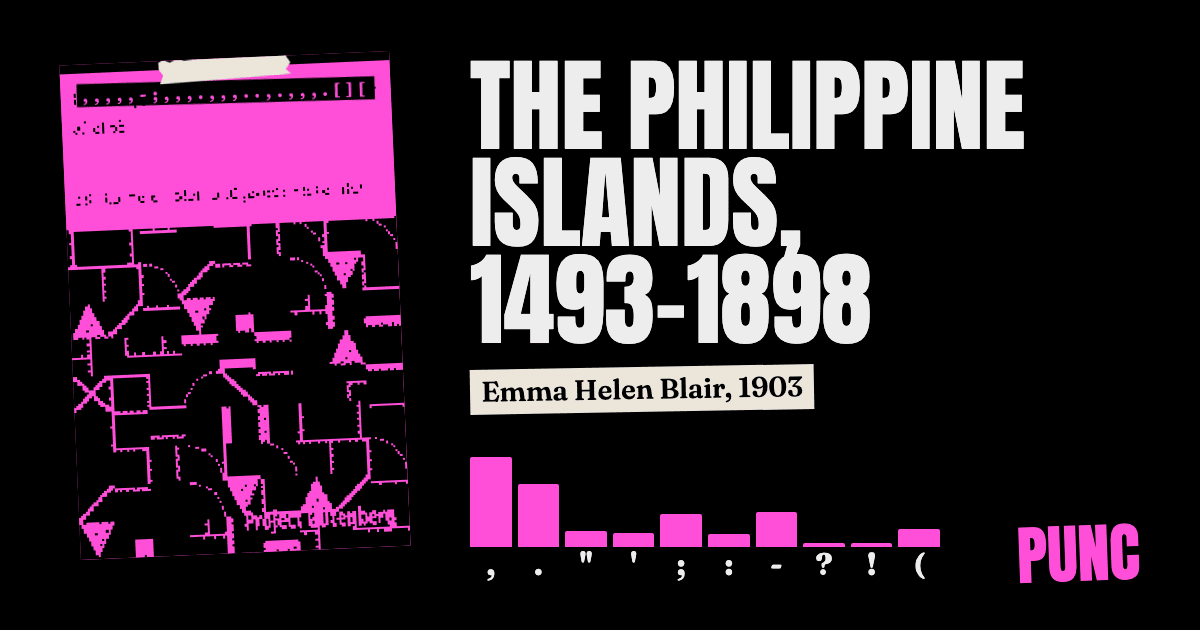 :,,,,,-;,,,.,,,..,.,,.[][
Project Gutenberg
THE PHILIPPINE
ISLANDS,
1493-1898
Emma Helen Blair, 1903
, . " ' ; : - ? ! (
PUNC